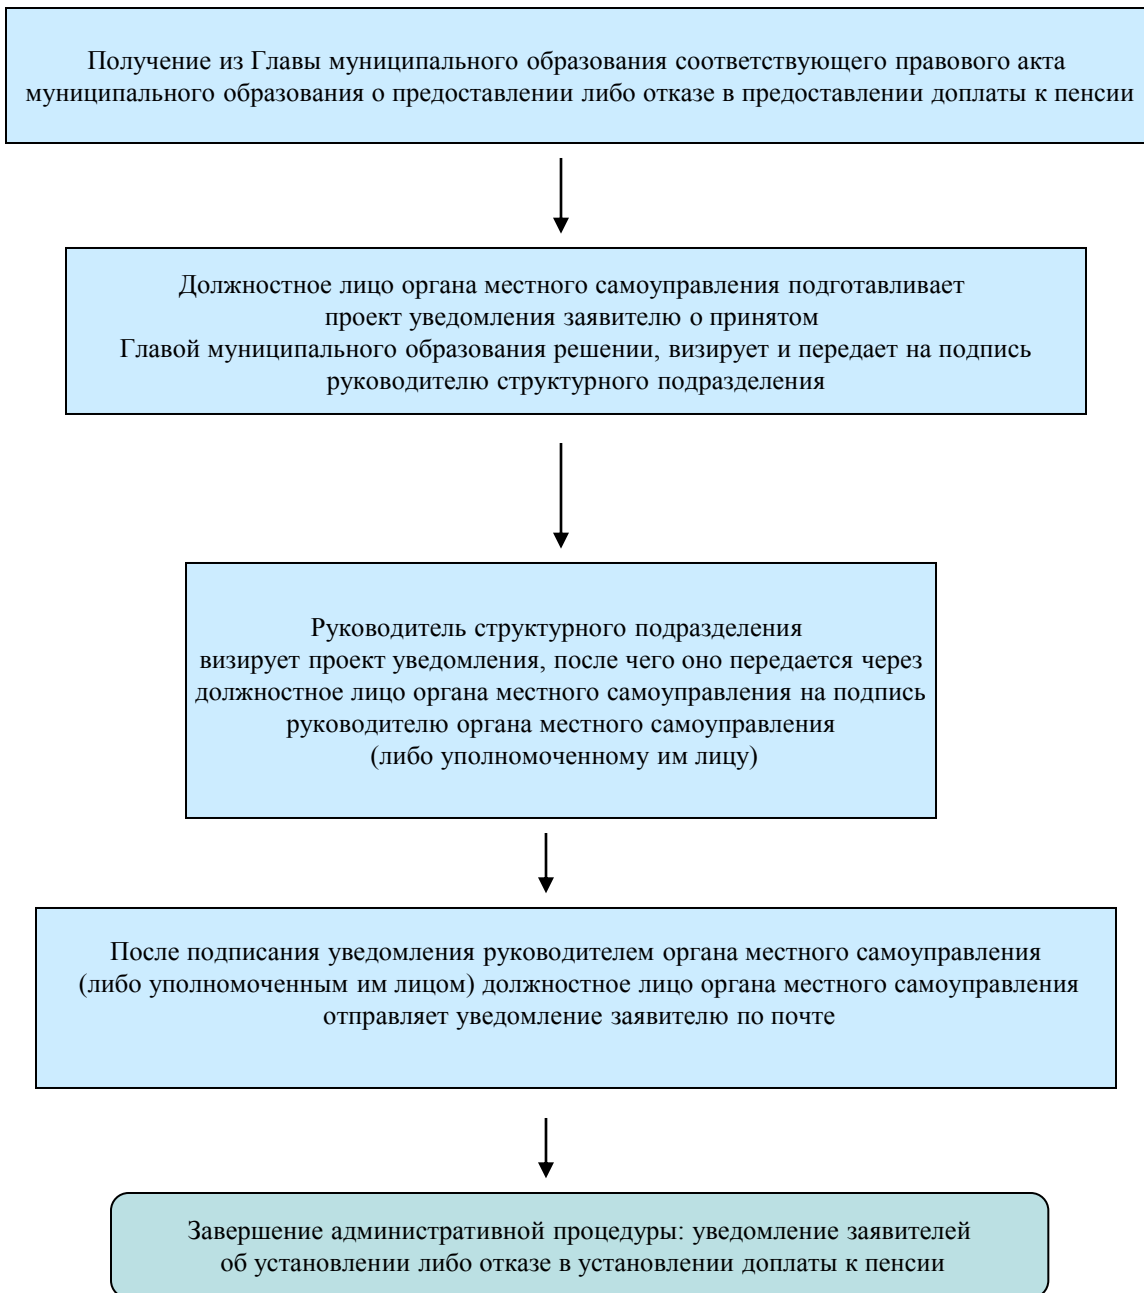 Получение из Главы муниципального образования соответствующего правового акта
муниципального образования о предоставлении либо отказе в предоставлении доплаты к пенсии
Должностное лицо органа местного самоуправления подготавливает
проект уведомления заявителю о принятом
Главой муниципального образования решении, визирует и передает на подпись
руководителю структурного подразделения
Руководитель структурного подразделения
визирует проект уведомления, после чего оно передается через
должностное лицо органа местного самоуправления на подпись
руководителю органа местного самоуправления
(либо уполномоченному им лицу)
После подписания уведомления руководителем органа местного самоуправления
(либо уполномоченным им лицом) должностное лицо органа местного самоуправления
отправляет уведомление заявителю по почте
Завершение административной процедуры: уведомление заявителей
об установлении либо отказе в установлении доплаты к пенсии